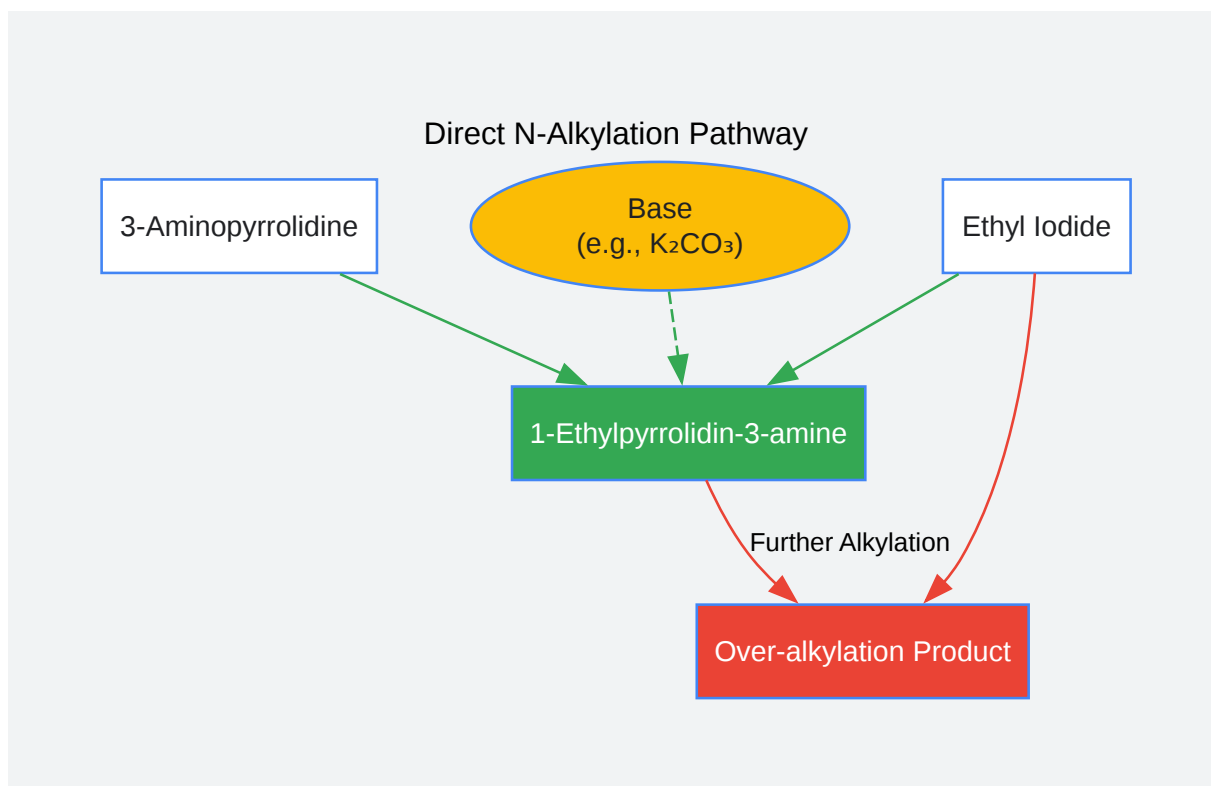 Direct N-Alkylation Pathway
3-Aminopyrrolidine
Base
(e.g., K₂CO₃)
Ethyl Iodide
1-Ethylpyrrolidin-3-amine
Further Alkylation
Over-alkylation Product